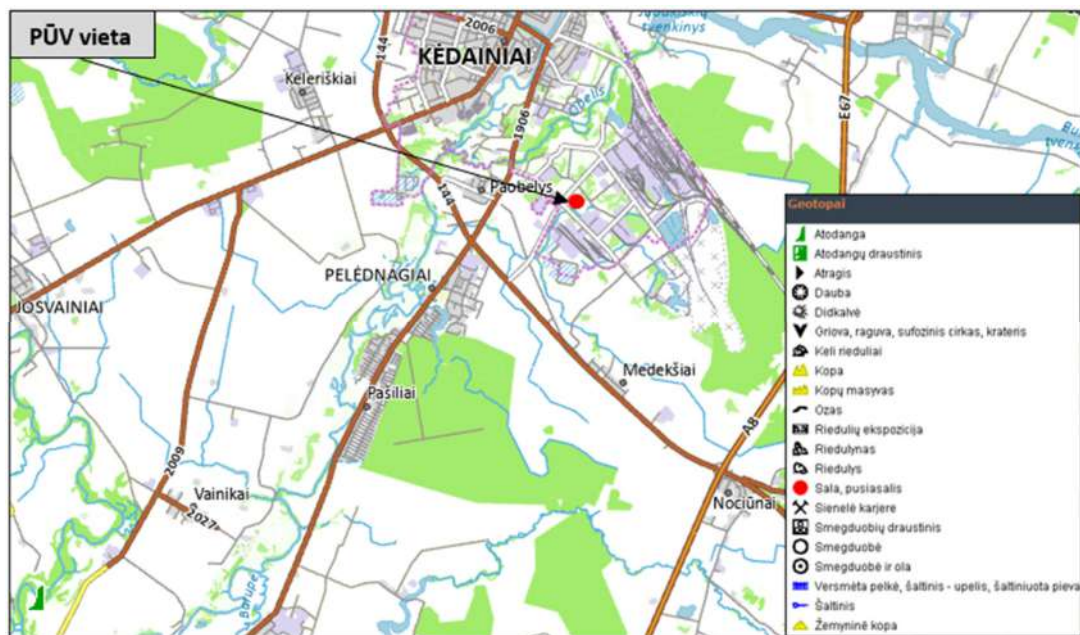 PŪV vieta
2006
144
KĖDAINIAI
tvenkinys
Keleriškiai
Obelis
1906
E67
144
Paobelys
Geotopai
PELĖDNAGIAI
JOSVAINIAI
Medekšiai
Pašiliai
A8
2009
Vainikai
2027
Nociūnai
Atodanga
Atodangų draustinis
Atragis
Dauba
Didkalvė
Griova, raguva, sufozinis cirkas, krateris
Keli rieduliai
Kopa
Kopų masyvas
Ozas
Riedulių ekspozicija
Riedulynas
Riedulys
Sala, pusiasalis
Sienelė karjere
Smegduobių draustinis
Smegduobė
Smegduobė ir ola
Versmėta pelkė, šaltinis - upelis, šaltiniuota pieva
Šaltinis
Žemyninė kopa